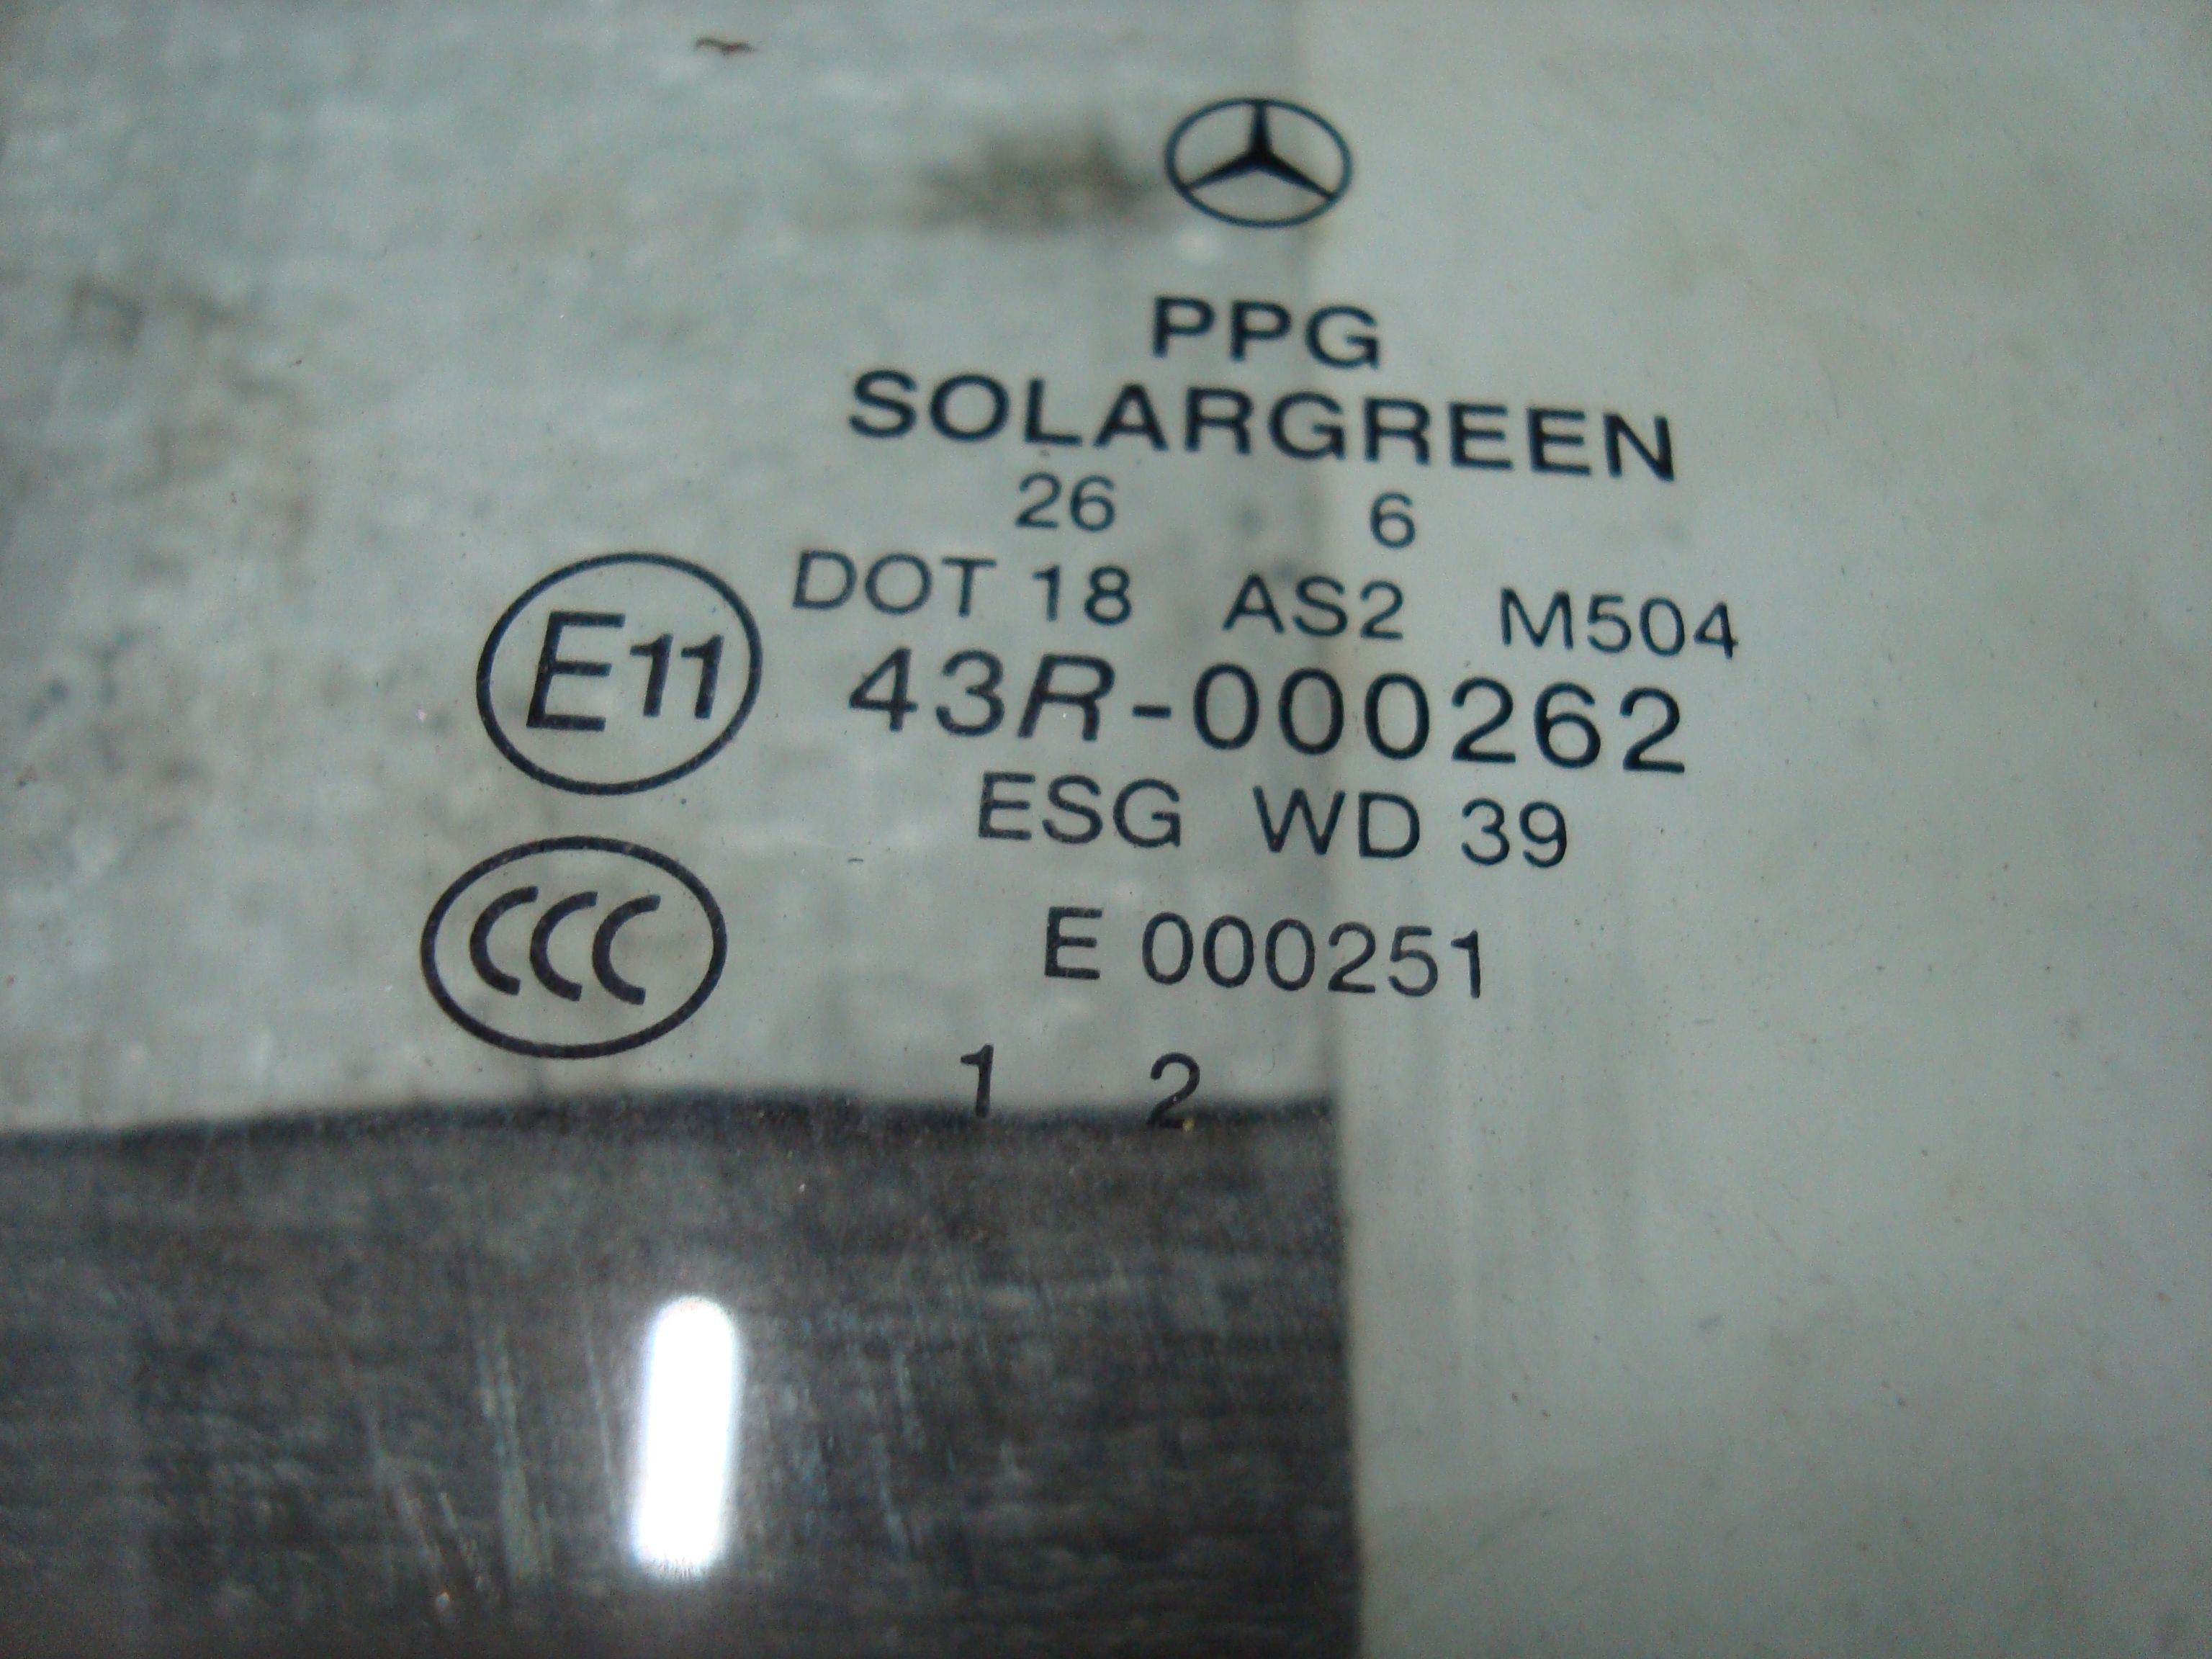 PPG
SOLARGREEN
26 6
DOT 18 AS2 M504
E11 43R-000262
ESG WD 39
CCC E 000251
1 2